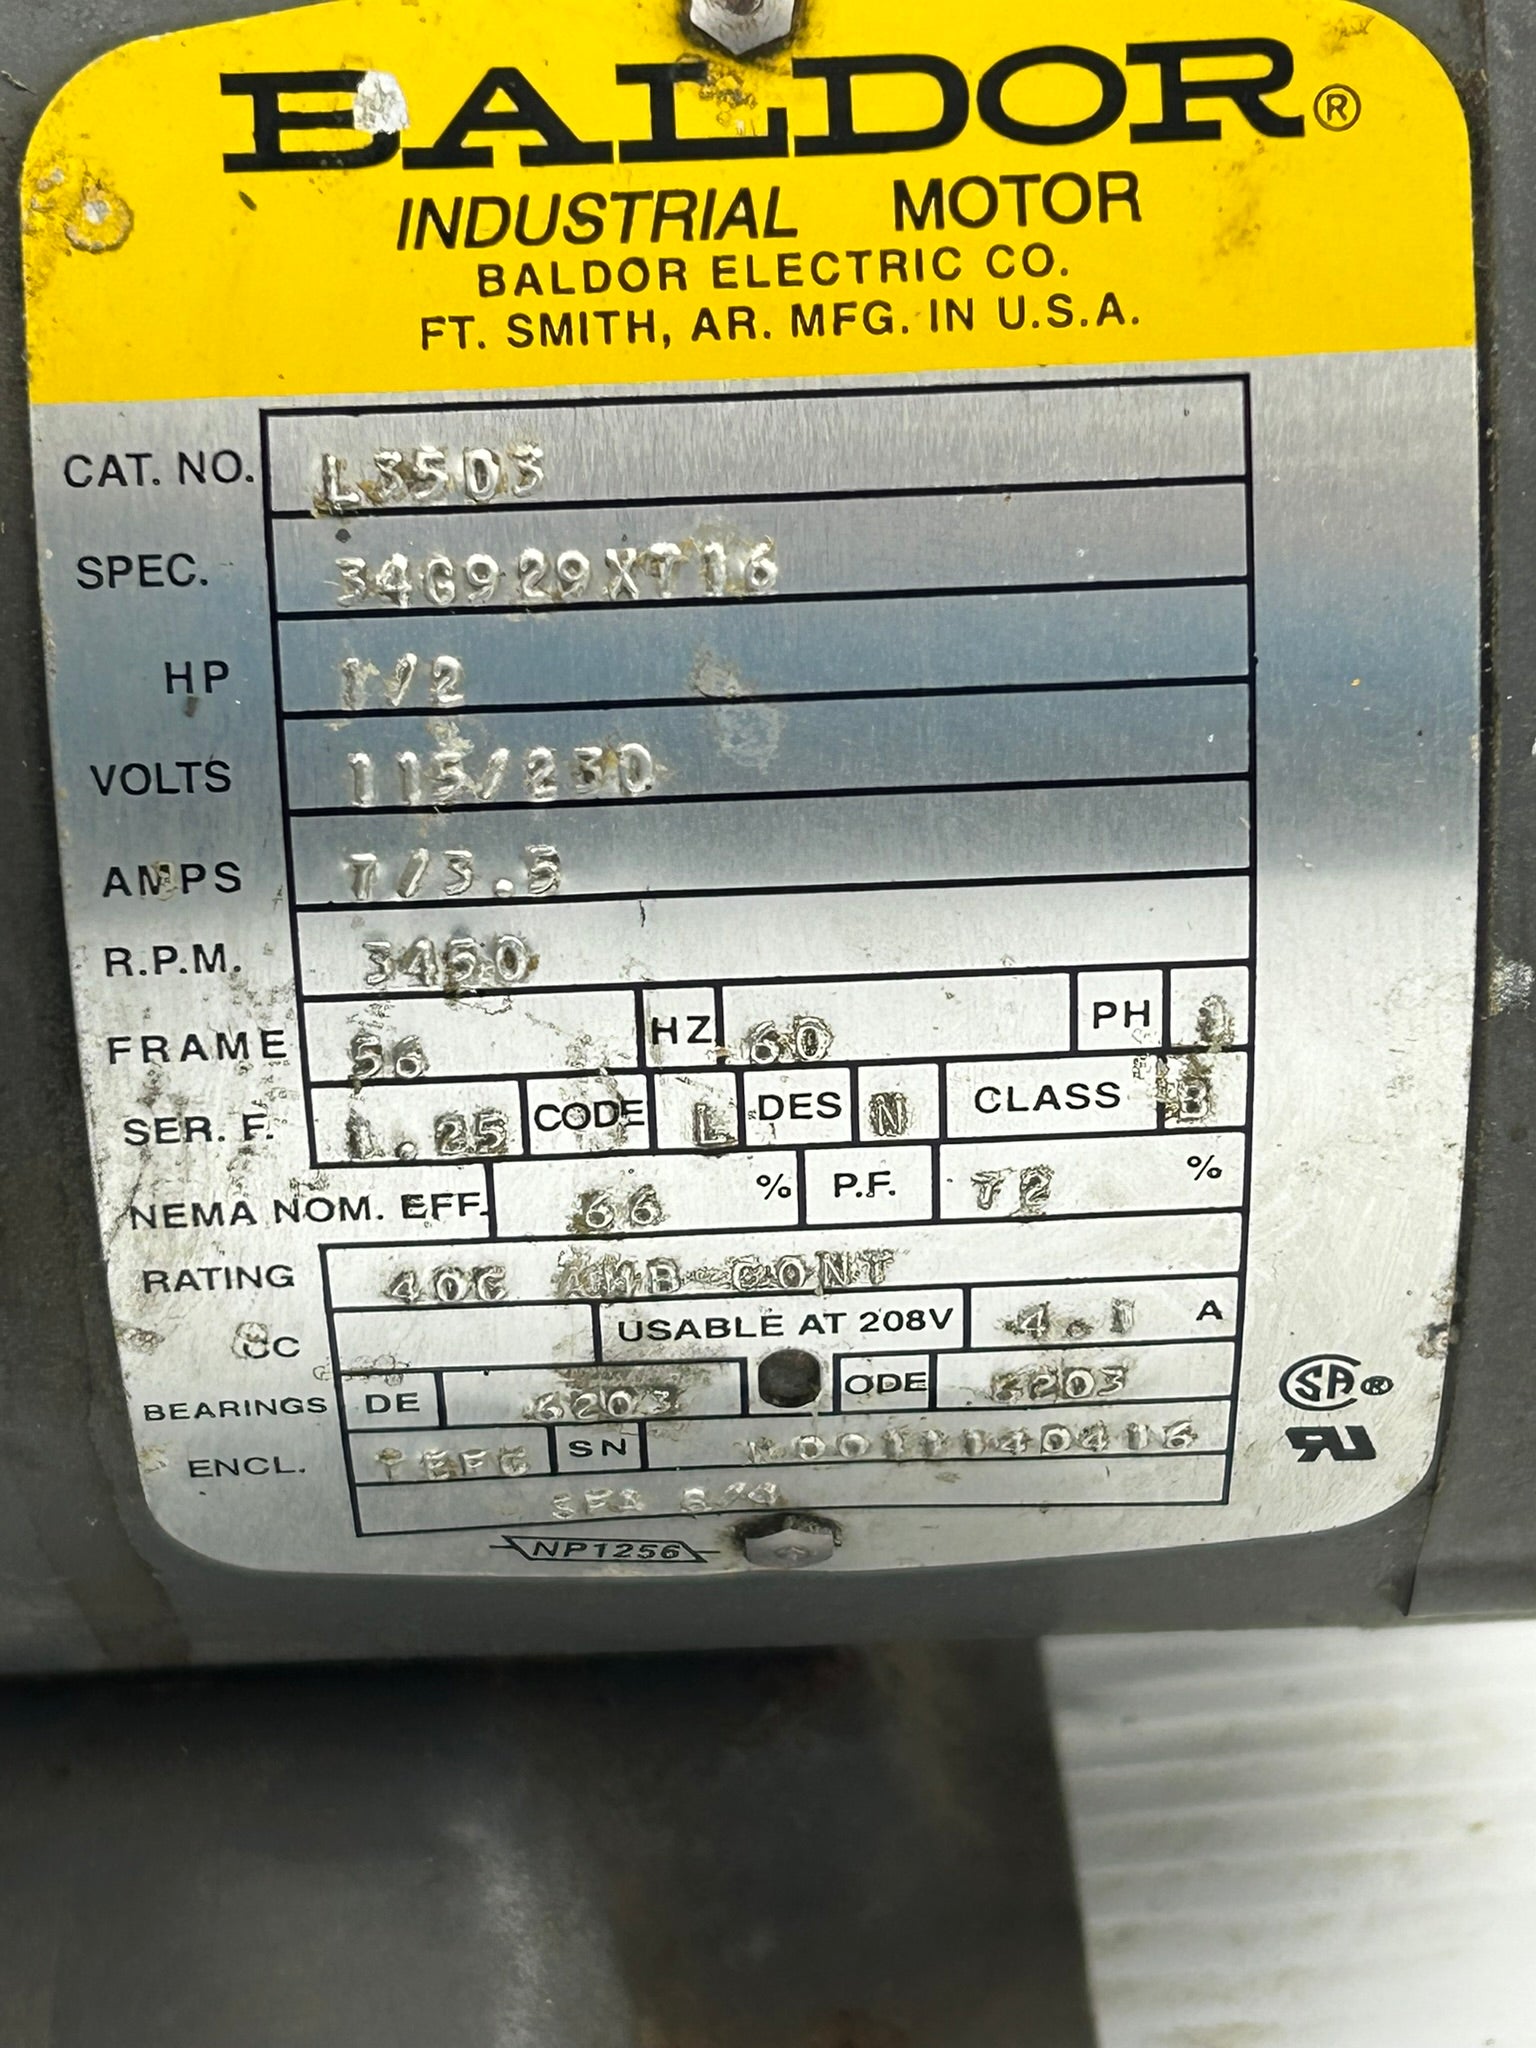 BALDOR®
INDUSTRIAL MOTOR
BALDOR ELECTRIC CO.
FT. SMITH, AR. MFG. IN U.S.A.
CAT. NO. L35D3
SPEC. 34G929XT16
HP 1/2
VOLTS 115/230
AMPS 7/3.5
R.P.M. 3450
FRAME 56 HZ 60 PH 1
SER. F. 1.25 CODE L DES N CLASS B
NEMA NOM. EFF. 66 % P.F. 72 %
RATING 40C AMB-CONT
CC USABLE AT 208V 4.1 A
BEARINGS DE 6203 ODE 6203
ENCL. TEFC SN
NP1256